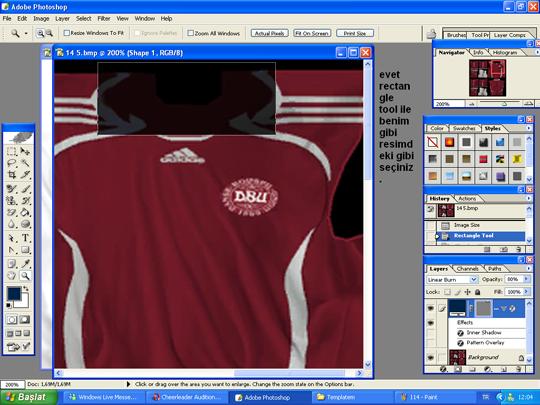 Adobe Photoshop
File Edit Image Layer Select Filter View Window Help
Resize Windows To Fit Ignore Palettes Zoom All Windows Actual Pixels Fit On Screen Print Size
Brushes Tool Pr Layer Comps
14 5.bmp @ 200% (Shape 1, RGB/8)
Navigator Info Histogram
200%
evet
rectan
gle
tool ile
benim
gibi
resimd
eki gibi
seçiniz
.
adidas
DBU
Color Swatches Styles
History Actions
14 5.bmp
Image Size
Rectangle Tool
Layers Channels Paths
Linear Burn Opacity: 80%
Lock: Fill: 100%
Effects
Inner Shadow
Pattern Overlay
Background
200% Doc: 1,69M/1,69M Click or drag over the area you want to enlarge. Change the zoom state on the Options bar.
Başlat Windows Live Messe... Cheerleader Audition... Adobe Photoshop Templatem 114 - Paint TR 12:04